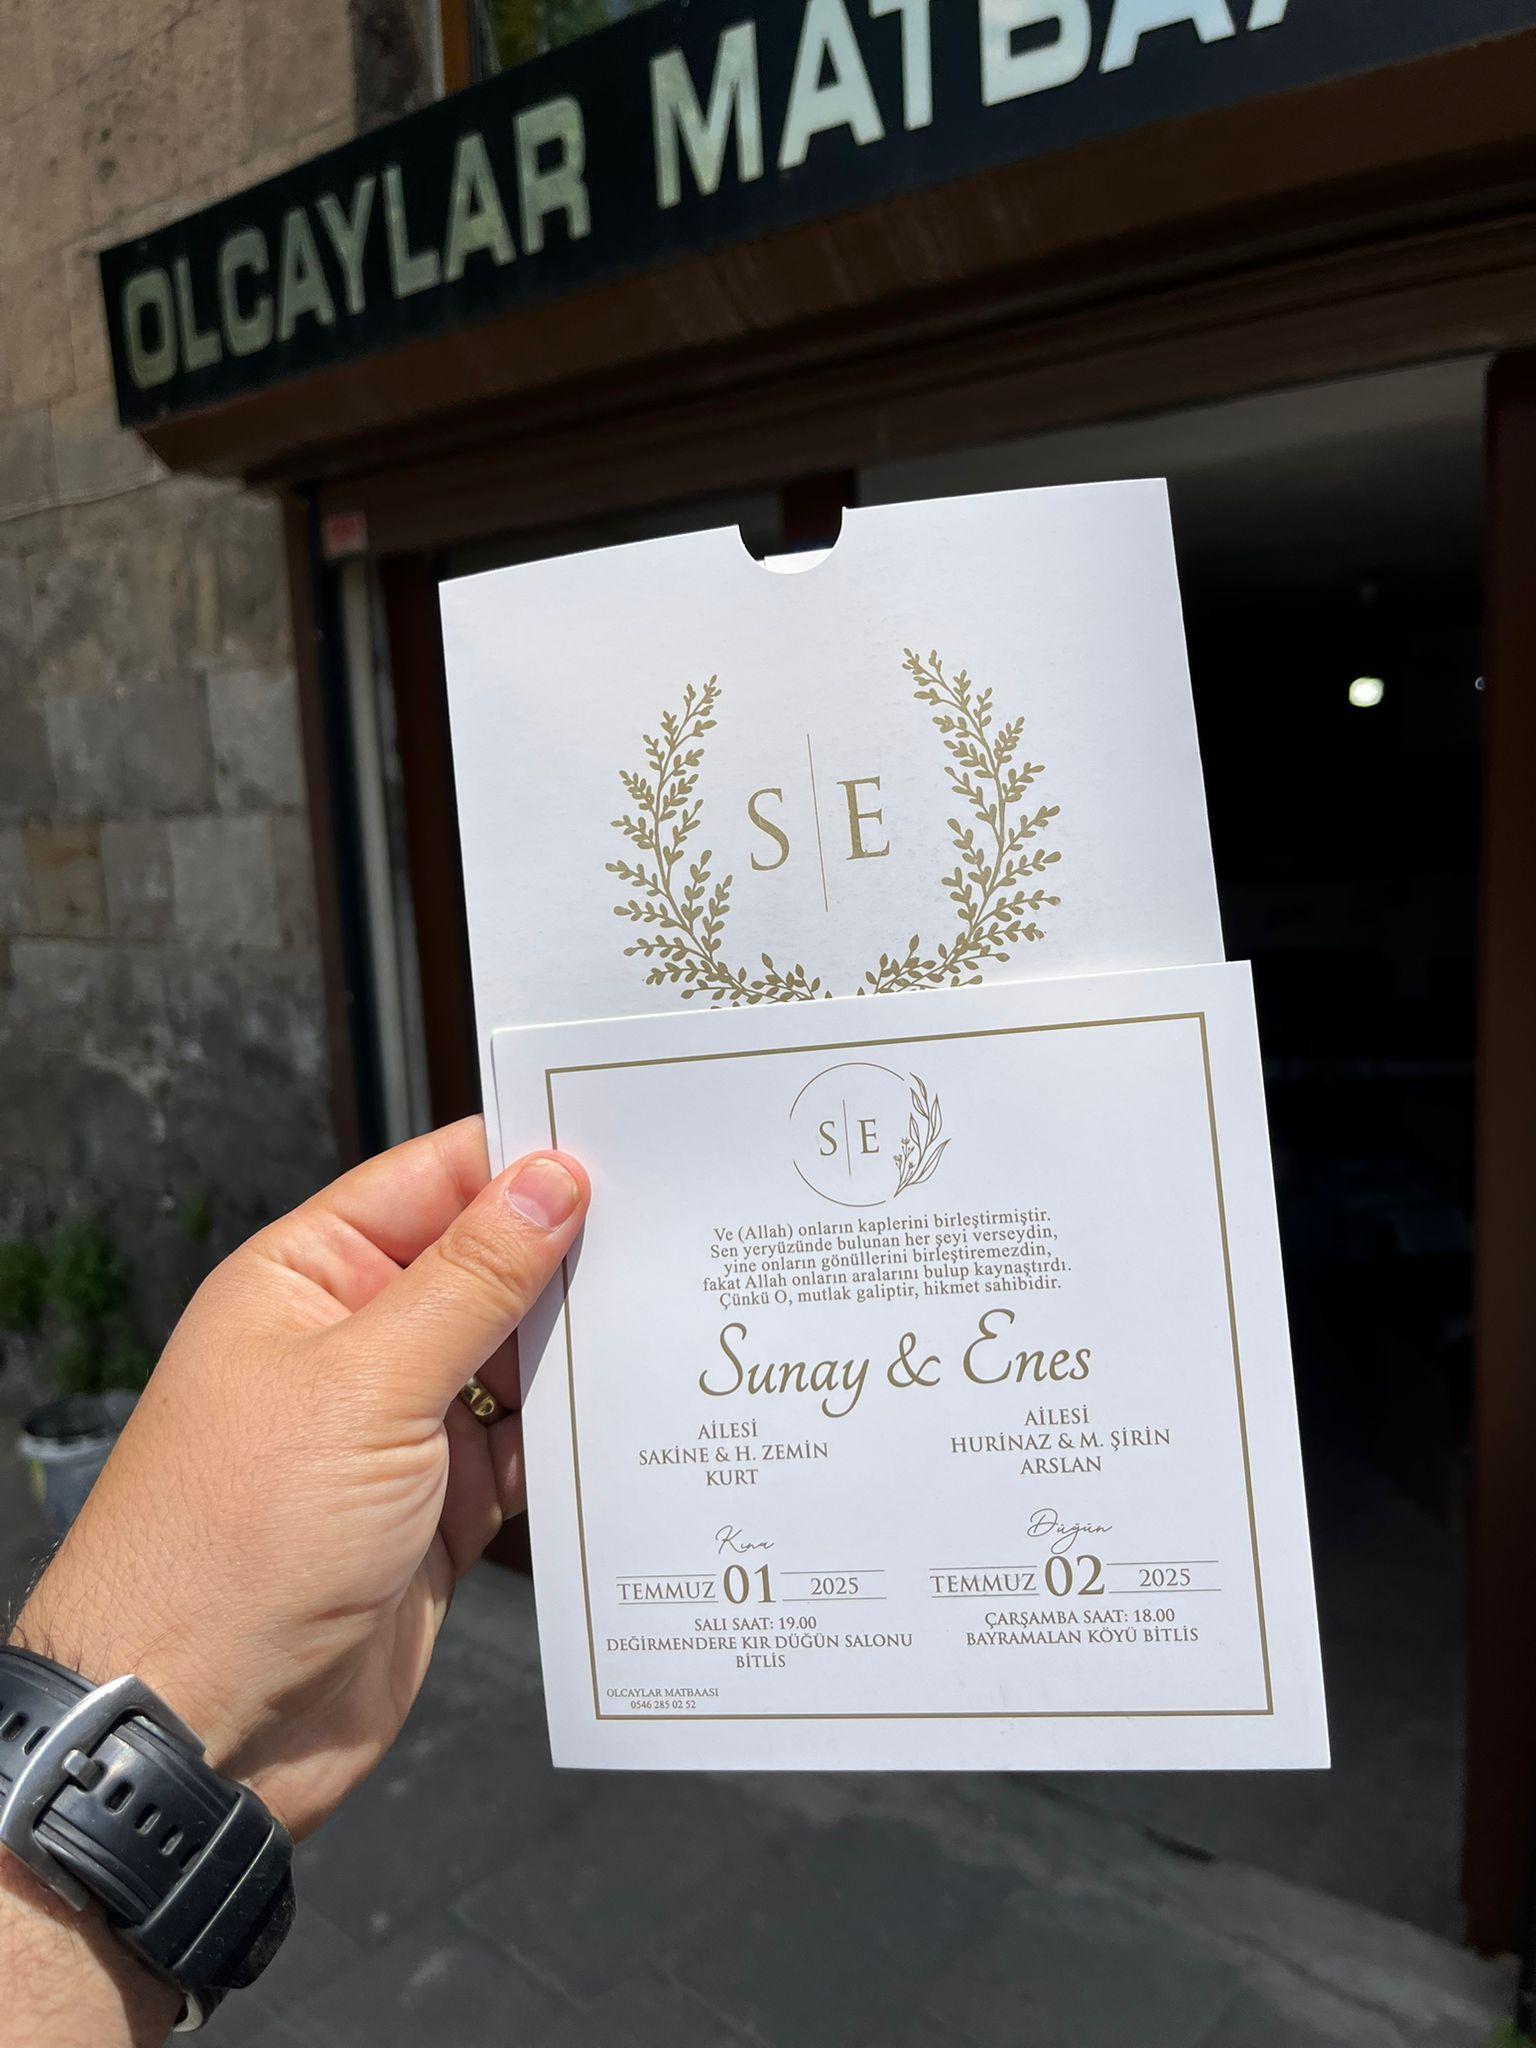 OLCAYLAR MATBAA
S | E
S | E
Ve (Allah) onların kaplerini birleştirmiştir.
Sen yeryüzünde bulunan her şeyi verseydin,
yine onların gönüllerini birleştiremezdin,
fakat Allah onların aralarını bulup kaynaştırdı.
Çünkü O, mutlak galiptir, hikmet sahibidir.
Sunay & Enes
AİLESİ
SAKİNE & H. ZEMİN
KURT
AİLESİ
HURİNAZ & M. ŞİRİN
ARSLAN
Kına
TEMMUZ 01 2025
SALI SAAT: 19.00
DEĞİRMENDERE KIR DÜĞÜN SALONU
BİTLİS
Düğün
TEMMUZ 02 2025
ÇARŞAMBA SAAT: 18.00
BAYRAMALAN KÖYÜ BİTLİS
OLCAYLAR MATBAASI
0546 285 02 52